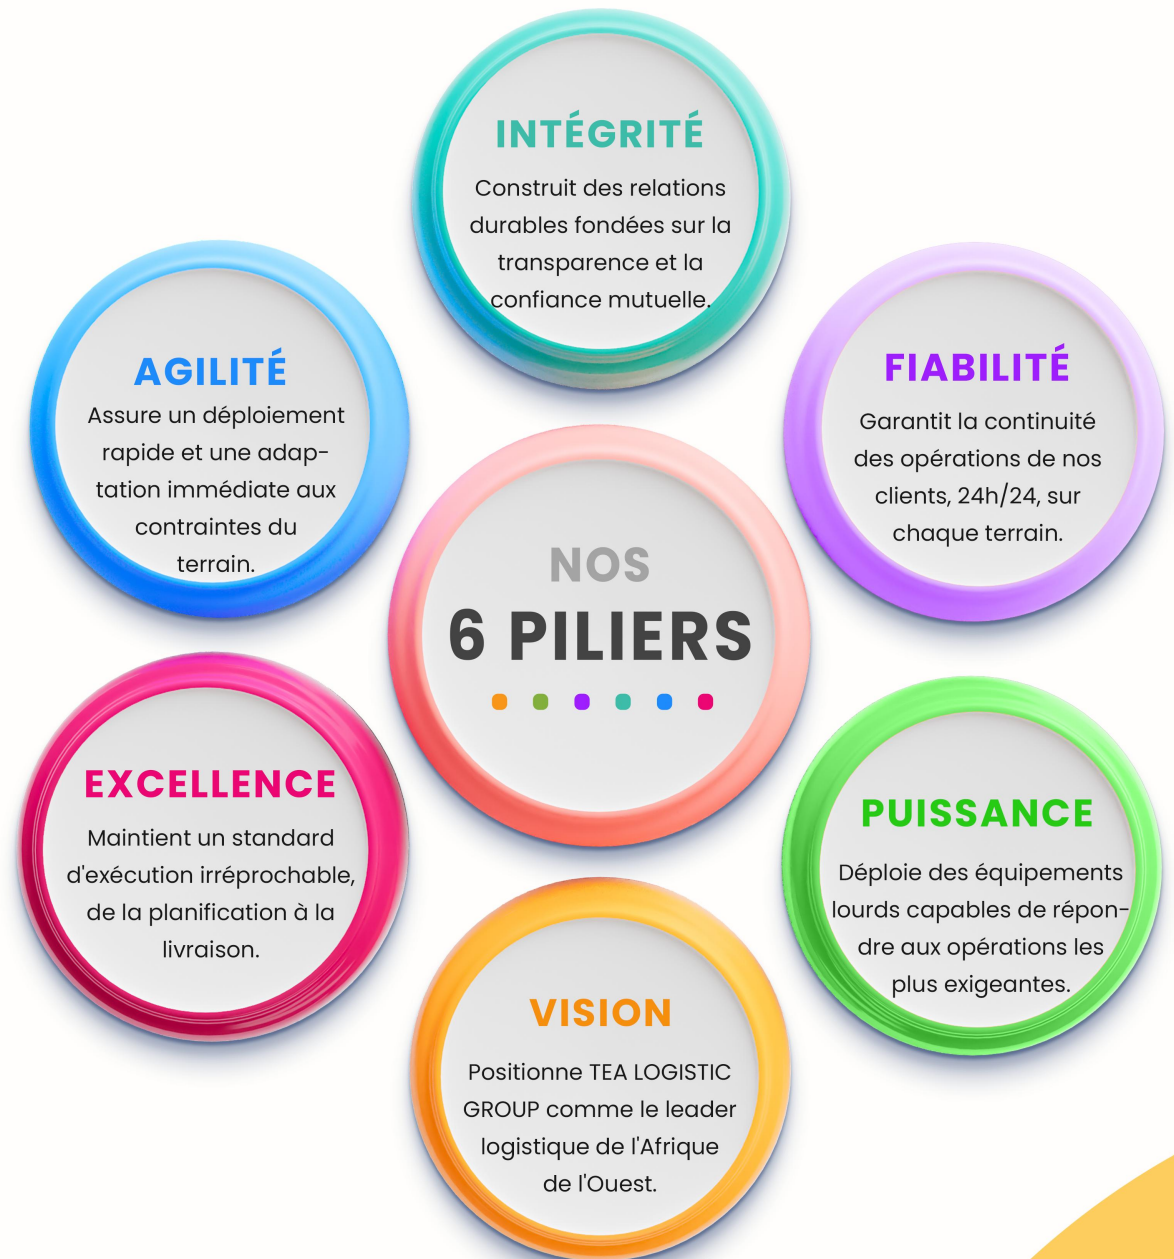 INTÉGRITÉ
Construit des relations
durables fondées sur la
transparence et la
confiance mutuelle.
AGILITÉ
Assure un déploiement
rapide et une adap-
tation immédiate aux
contraintes du
terrain.
FIABILITÉ
Garantit la continuité
des opérations de nos
clients, 24h/24, sur
chaque terrain.
NOS
6 PILIERS
EXCELLENCE
Maintient un standard
d'exécution irréprochable,
de la planification à la
livraison.
PUISSANCE
Déploie des équipements
lourds capables de répon-
dre aux opérations les
plus exigeantes.
VISION
Positionne TEA LOGISTIC
GROUP comme le leader
logistique de l'Afrique
de l'Ouest.